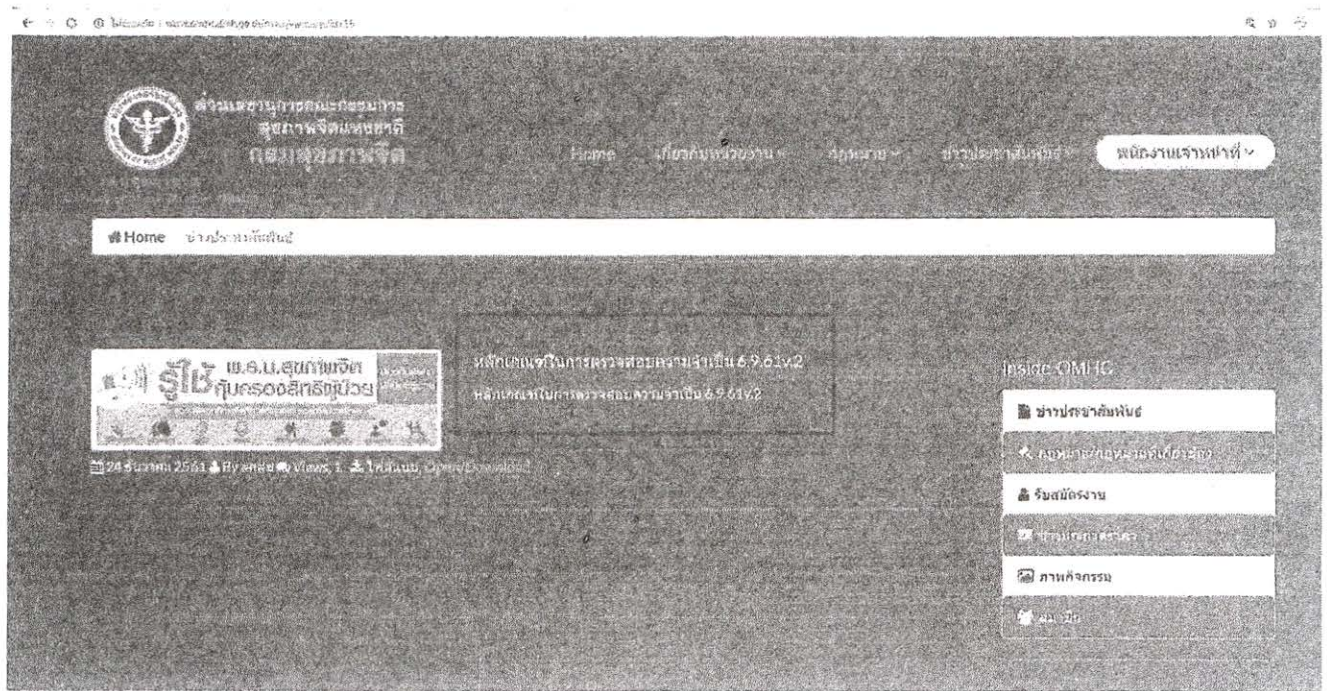 ส่วนเลขานุการคณะกรรมการ
สุขภาพจิตแห่งชาติ
กรมสุขภาพจิต
Home เกี่ยวกับหน่วยงาน กฎหมาย ข่าวประชาสัมพันธ์ พนักงานเจ้าหน้าที่
Home ข่าวประชาสัมพันธ์
รู้ใช้ พ.ร.บ.สุขภาพจิต
คุ้มครองสิทธิผู้ป่วย
หลักเกณฑ์ในการตรวจสอบความจำเป็น 6.9.61v.2
หลักเกณฑ์ในการตรวจสอบความจำเป็น 6.9.61v.2
24 ธันวาคม 2561 By Views, 1 ไฟล์แนบ, Open/Download
Inside OMHC
ข่าวประชาสัมพันธ์
กฎหมาย/กฎหมายที่เกี่ยวข้อง
รับสมัครงาน
ภาพกิจกรรม